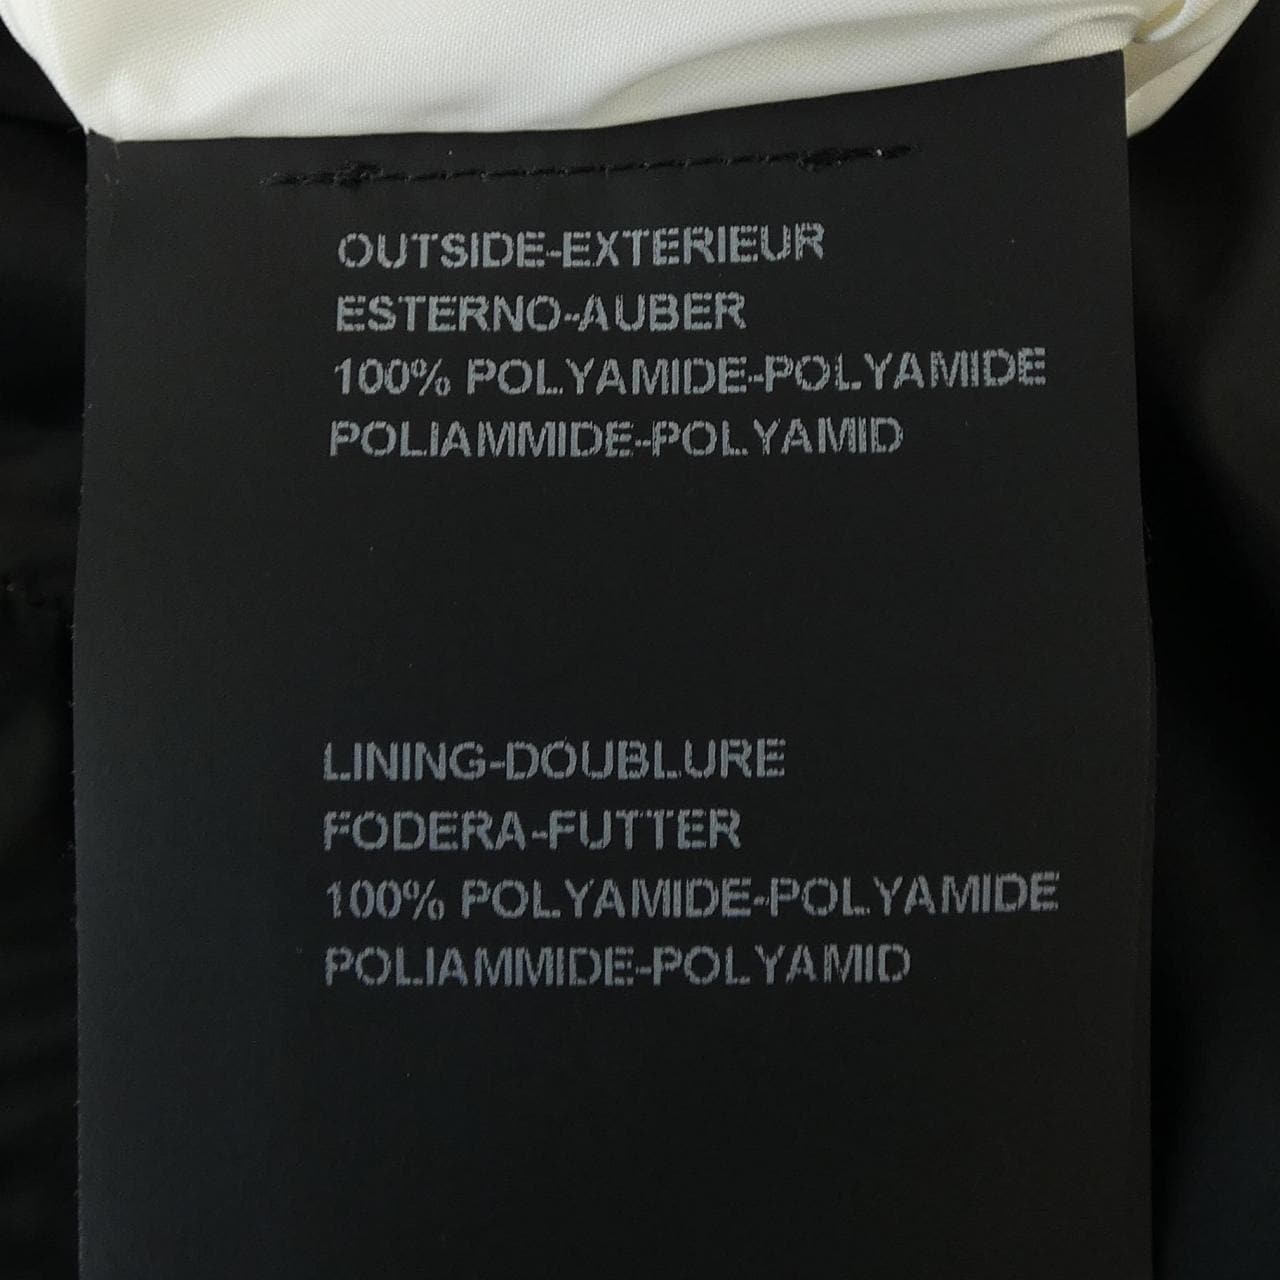 OUTSIDE-EXTERIEUR
ESTERNO-AUBER
100% POLYAMIDE-POLYAMIDE
POLIAMMIDE-POLYAMID
LINING-DOUBLURE
FODERA-FUTTER
100% POLYAMIDE-POLYAMIDE
POLIAMMIDE-POLYAMID